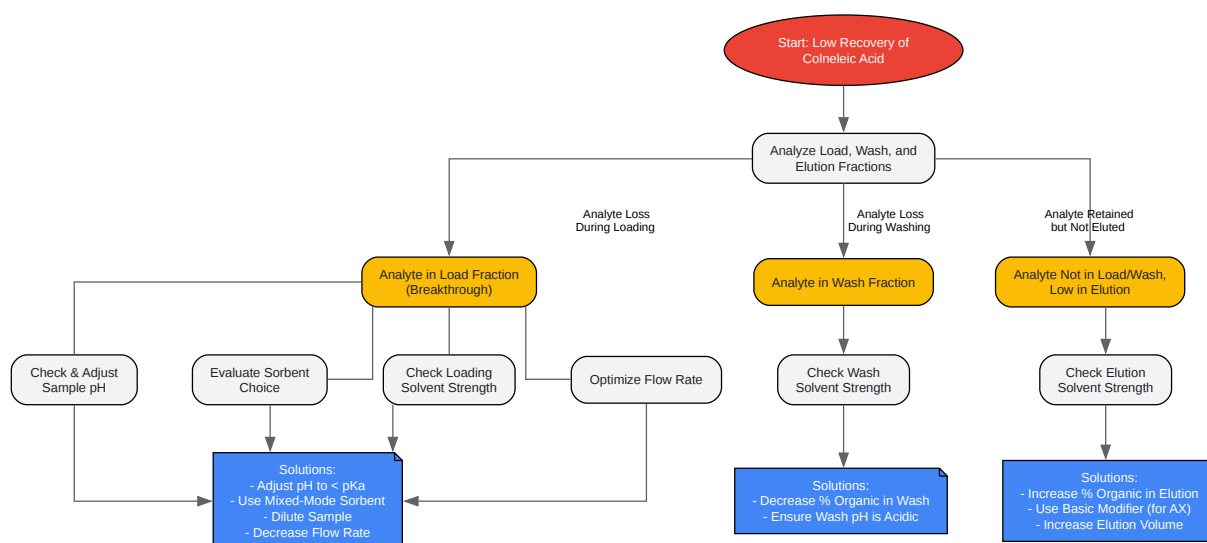 Start: Low Recovery of
Colneleic Acid
Analyze Load, Wash, and
Elution Fractions
Analyte Loss
During Loading
Analyte Loss
During Washing
Analyte Retained
but Not Eluted
Analyte in Load Fraction
(Breakthrough)
Analyte in Wash Fraction
Analyte Not in Load/Wash,
Low in Elution
Check & Adjust
Sample pH
Evaluate Sorbent
Choice
Check Loading
Solvent Strength
Optimize Flow Rate
Check Wash
Solvent Strength
Check Elution
Solvent Strength
Solutions:
- Adjust pH to < pKa
- Use Mixed-Mode Sorbent
- Dilute Sample
- Decrease Flow Rate
Solutions:
- Decrease % Organic in Wash
- Ensure Wash pH is Acidic
Solutions:
- Increase % Organic in Elution
- Use Basic Modifier (for AX)
- Increase Elution Volume